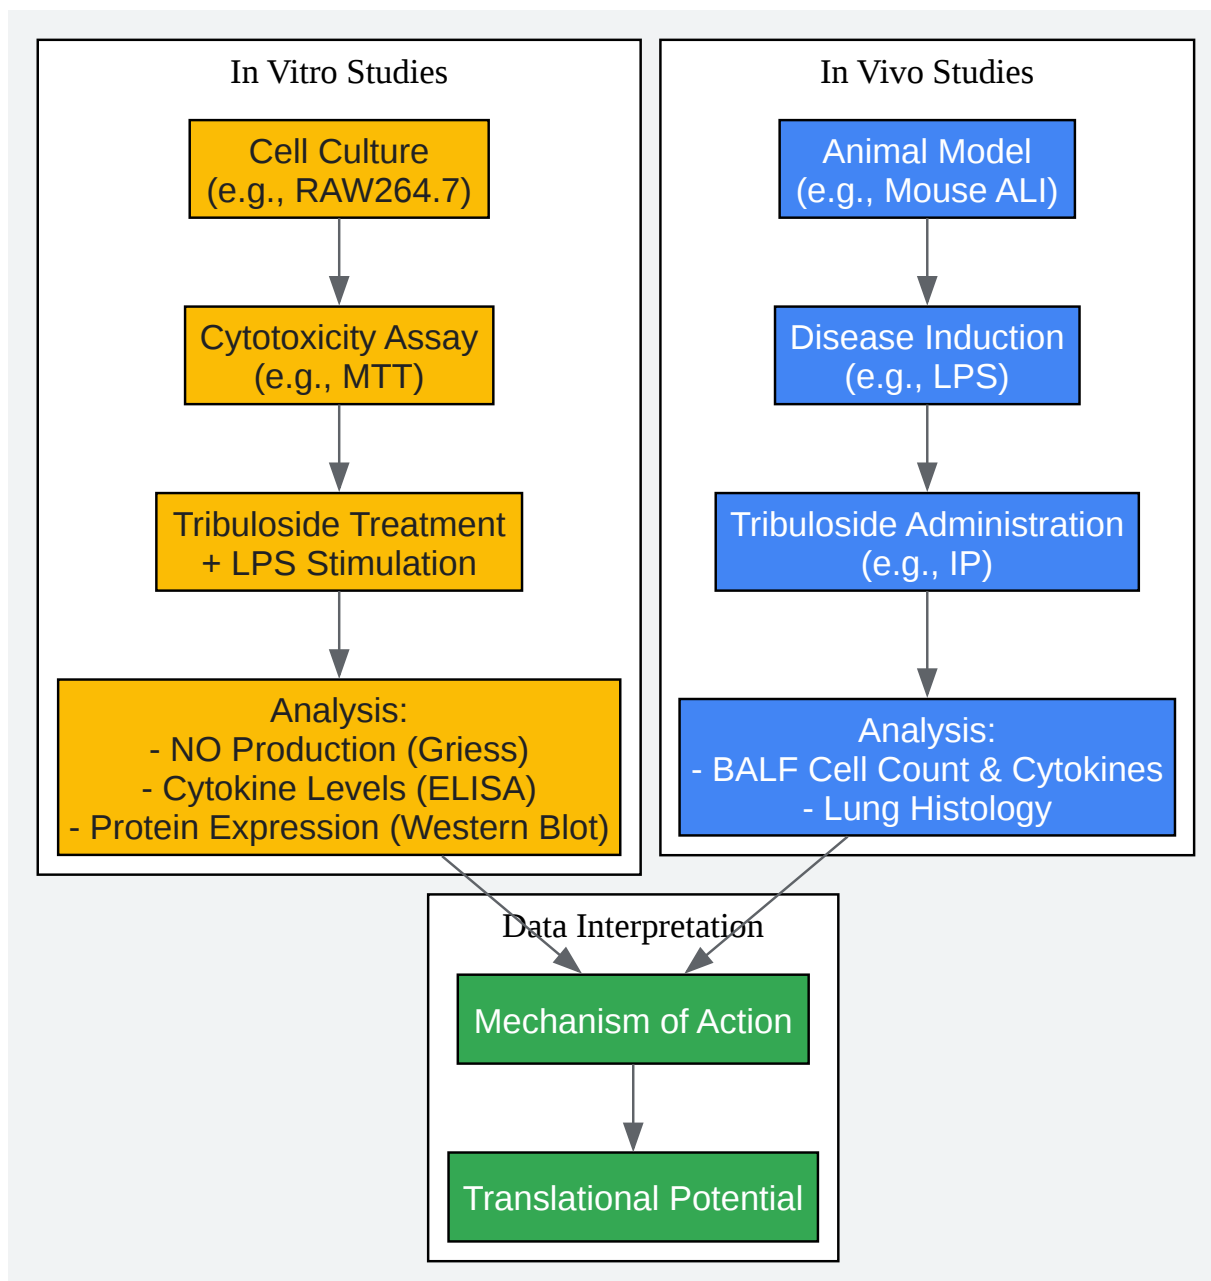 In Vitro Studies
Cell Culture
(e.g., RAW264.7)
Cytotoxicity Assay
(e.g., MTT)
Tribuloside Treatment
+ LPS Stimulation
Analysis:
- NO Production (Griess)
- Cytokine Levels (ELISA)
- Protein Expression (Western Blot)
In Vivo Studies
Animal Model
(e.g., Mouse ALI)
Disease Induction
(e.g., LPS)
Tribuloside Administration
(e.g., IP)
Analysis:
- BALF Cell Count & Cytokines
- Lung Histology
Data Interpretation
Mechanism of Action
Translational Potential